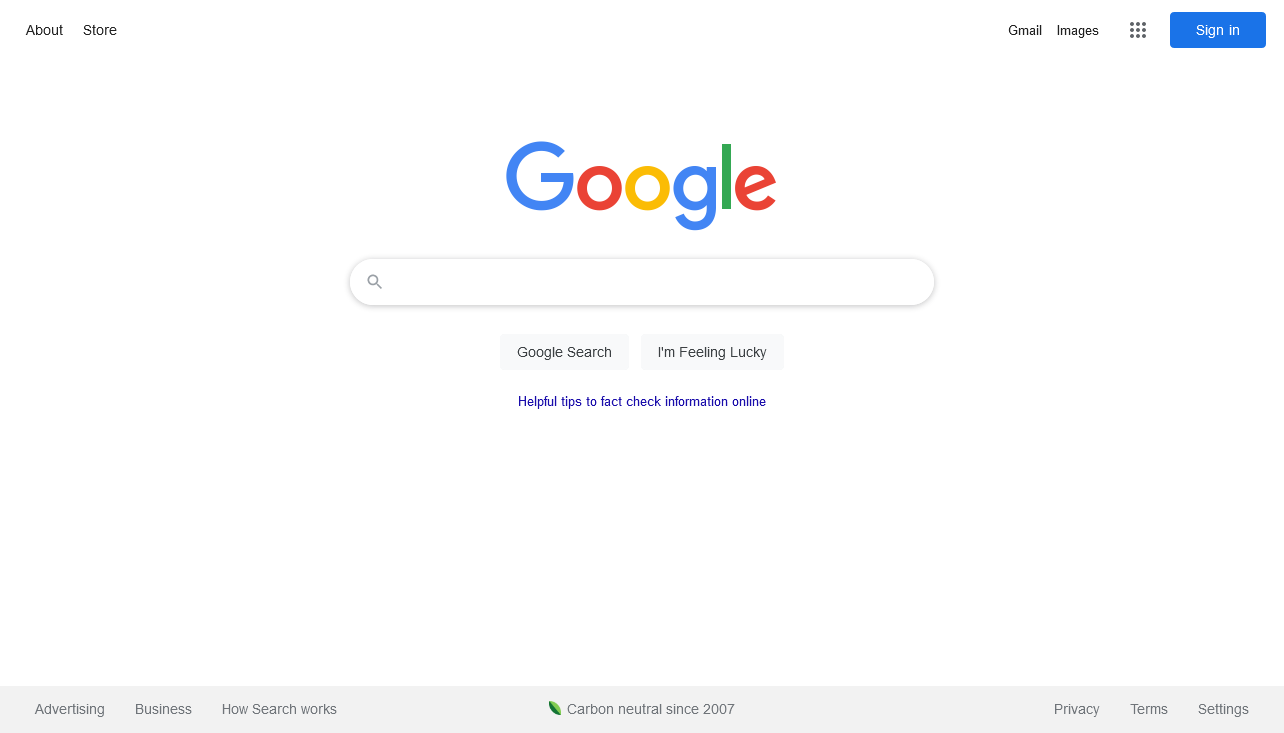 About Store Gmail Images Sign in
Google
Google Search I'm Feeling Lucky
Helpful tips to fact check information online
Advertising Business How Search works Carbon neutral since 2007 Privacy Terms Settings